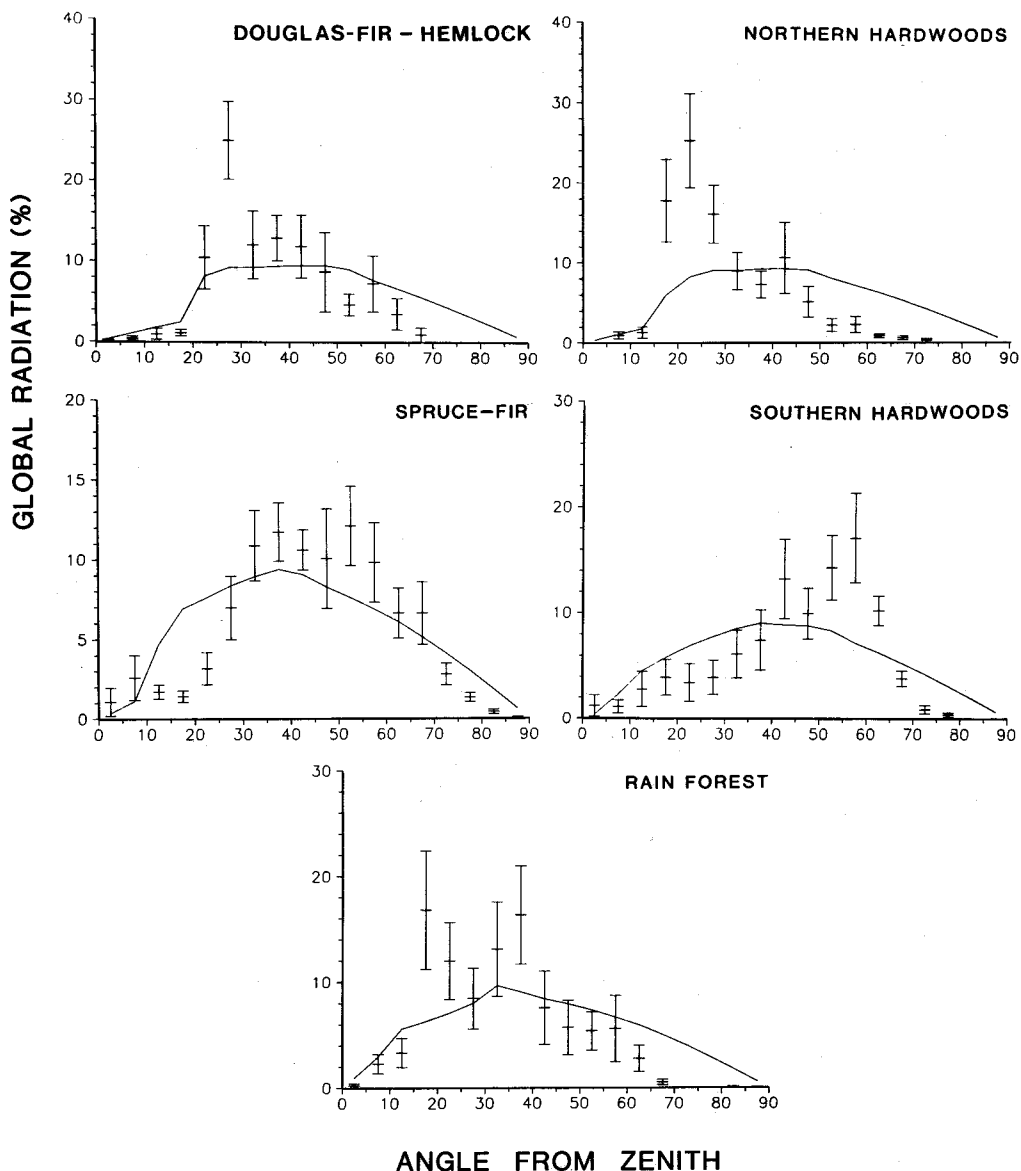 DOUGLAS-FIR – HEMLOCK
40
30
20
10
0
0 10 20 30 40 50 60 70 80 90
NORTHERN HARDWOODS
40
30
20
10
0
0 10 20 30 40 50 60 70 80 90
GLOBAL RADIATION (%)
SPRUCE–FIR
20
15
10
5
0
0 10 20 30 40 50 60 70 80 90
SOUTHERN HARDWOODS
30
20
10
0
0 10 20 30 40 50 60 70 80 90
RAIN FOREST
30
20
10
0
0 10 20 30 40 50 60 70 80 90
ANGLE FROM ZENITH